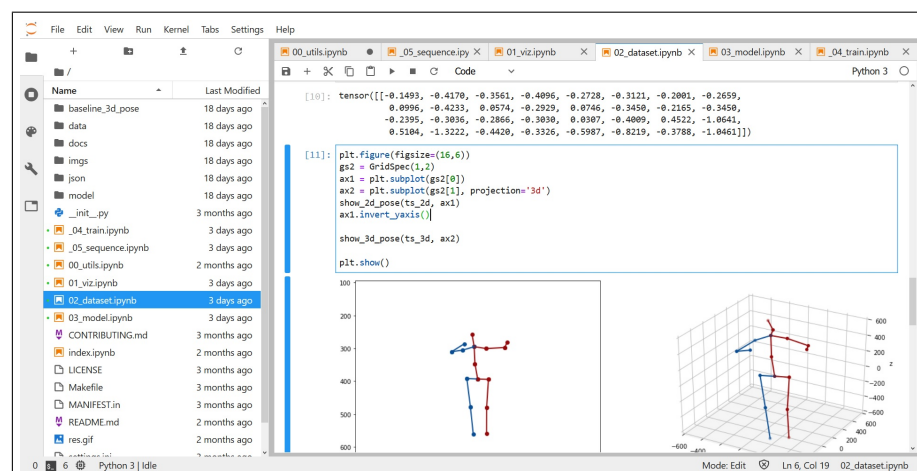 File Edit View Run Kernel Tabs Settings Help
00_utils.ipynb
_05_sequence.ipy
01_viz.ipynb
02_dataset.ipynb
03_model.ipynb
_04_train.ipynb
Code
Python 3
/
Name Last Modified
baseline_3d_pose 18 days ago
data 18 days ago
docs 18 days ago
imgs 18 days ago
json 18 days ago
model 18 days ago
__init__.py 3 months ago
_04_train.ipynb 3 days ago
_05_sequence.ipynb 3 days ago
00_utils.ipynb 2 months ago
01_viz.ipynb 3 days ago
02_dataset.ipynb 3 days ago
03_model.ipynb 3 days ago
CONTRIBUTING.md 3 months ago
index.ipynb 2 months ago
LICENSE 3 months ago
Makefile 3 months ago
MANIFEST.in 3 months ago
README.md 2 months ago
res.gif 2 months ago
settings.ini 2 months ago
[10]: tensor([[-0.1493, -0.4170, -0.3561, -0.4096, -0.2728, -0.3121, -0.2001, -0.2659,
0.0996, -0.4233, 0.0574, -0.2929, 0.0746, -0.3450, -0.2165, -0.3450,
-0.2395, -0.3036, -0.2866, -0.3030, 0.0307, -0.4009, 0.4522, -1.0641,
0.5104, -1.3222, -0.4420, -0.3326, -0.5987, -0.8219, -0.3788, -1.0461]])
[11]: plt.figure(figsize=(16,6))
gs2 = GridSpec(1,2)
ax1 = plt.subplot(gs2[0])
ax2 = plt.subplot(gs2[1], projection='3d')
show_2d_pose(ts_2d, ax1)
ax1.invert_yaxis()
show_3d_pose(ts_3d, ax2)
plt.show()
100
200
300
400
500
600
600
400
200
0 z
−200
−400
600
400
200
0
−600
−400
0 6 Python 3 | Idle
Mode: Edit Ln 6, Col 19 02_dataset.ipynb